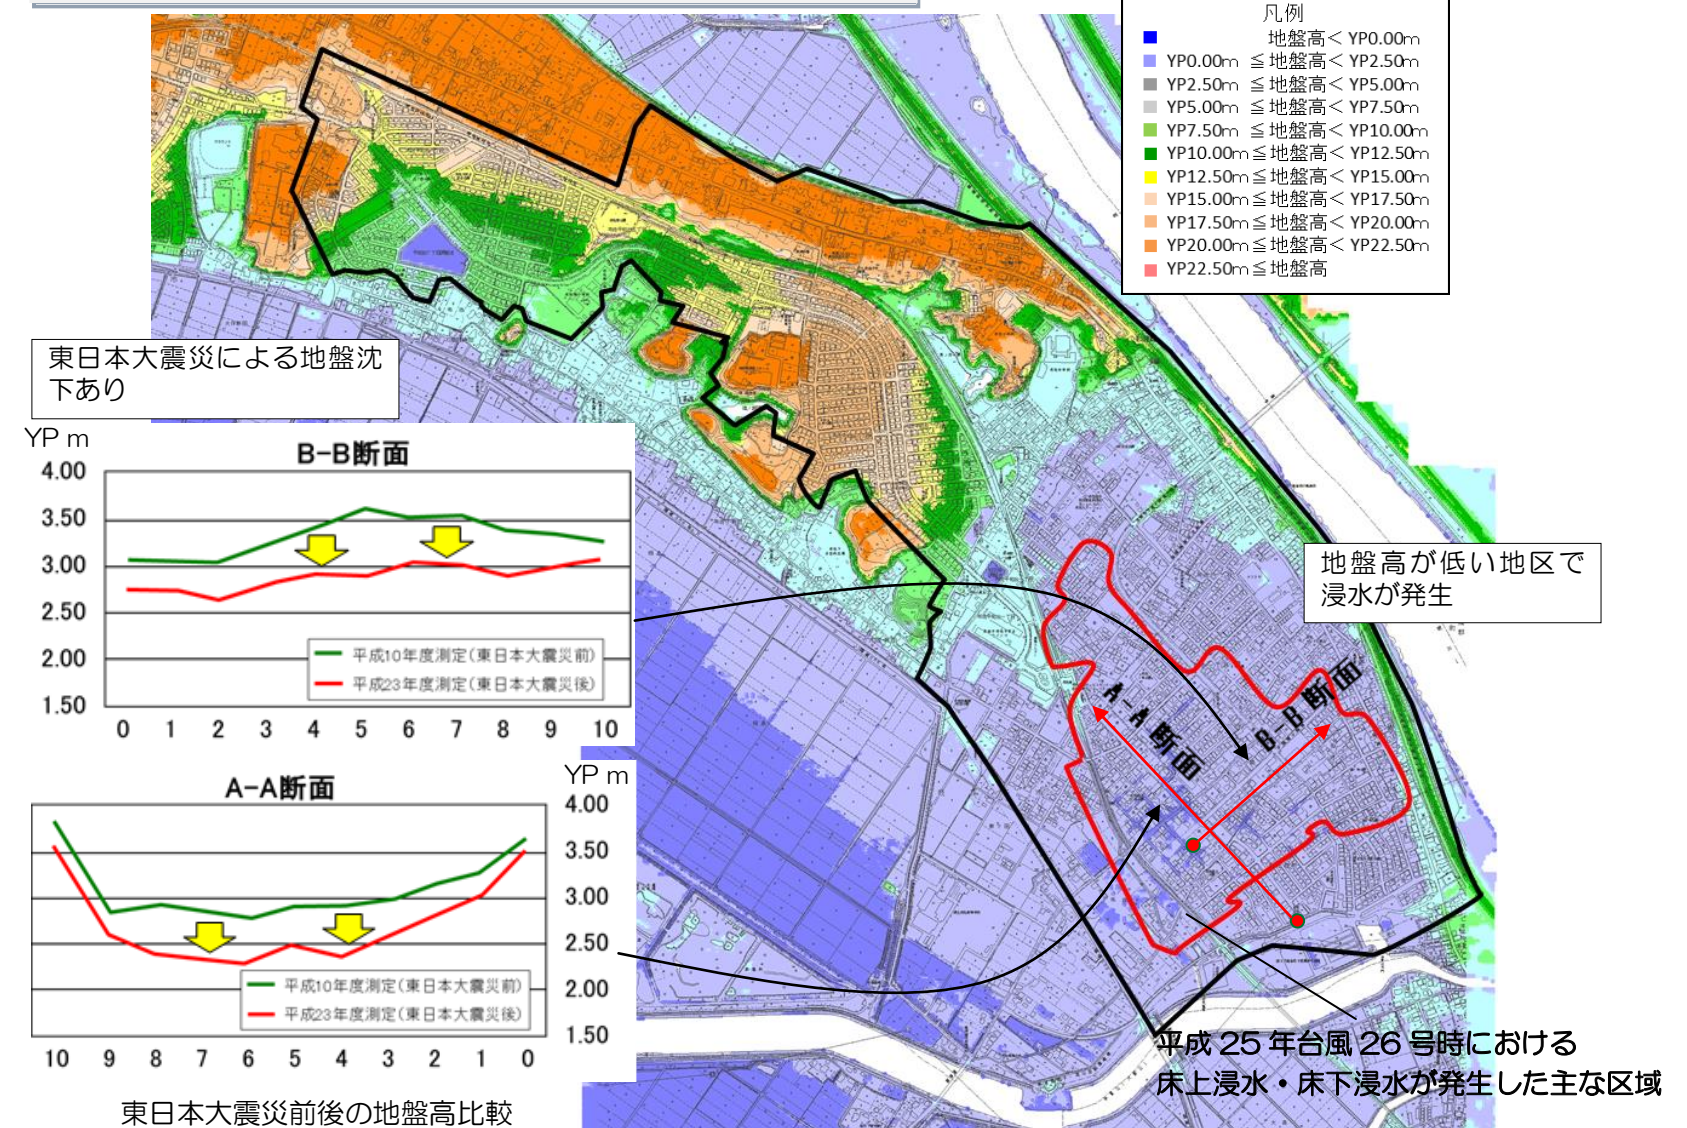 凡例
地盤高＜YP0.00m
YP0.00m ≦地盤高＜YP2.50m
YP2.50m ≦地盤高＜YP5.00m
YP5.00m ≦地盤高＜YP7.50m
YP7.50m ≦地盤高＜YP10.00m
YP10.00m≦地盤高＜YP12.50m
YP12.50m≦地盤高＜YP15.00m
YP15.00m≦地盤高＜YP17.50m
YP17.50m≦地盤高＜YP20.00m
YP20.00m≦地盤高＜YP22.50m
YP22.50m≦地盤高
東日本大震災による地盤沈
下あり
YP m
B-B断面
4.00
3.50
3.00
2.50
2.00
1.50
平成10年度測定(東日本大震災前)
平成23年度測定(東日本大震災後)
0 1 2 3 4 5 6 7 8 9 10
地盤高が低い地区で
浸水が発生
A-A断面
B-B断面
YP m
A-A断面
4.00
3.50
3.00
2.50
2.00
1.50
平成10年度測定(東日本大震災前)
平成23年度測定(東日本大震災後)
10 9 8 7 6 5 4 3 2 1 0
東日本大震災前後の地盤高比較
平成25年台風26号時における
床上浸水・床下浸水が発生した主な区域